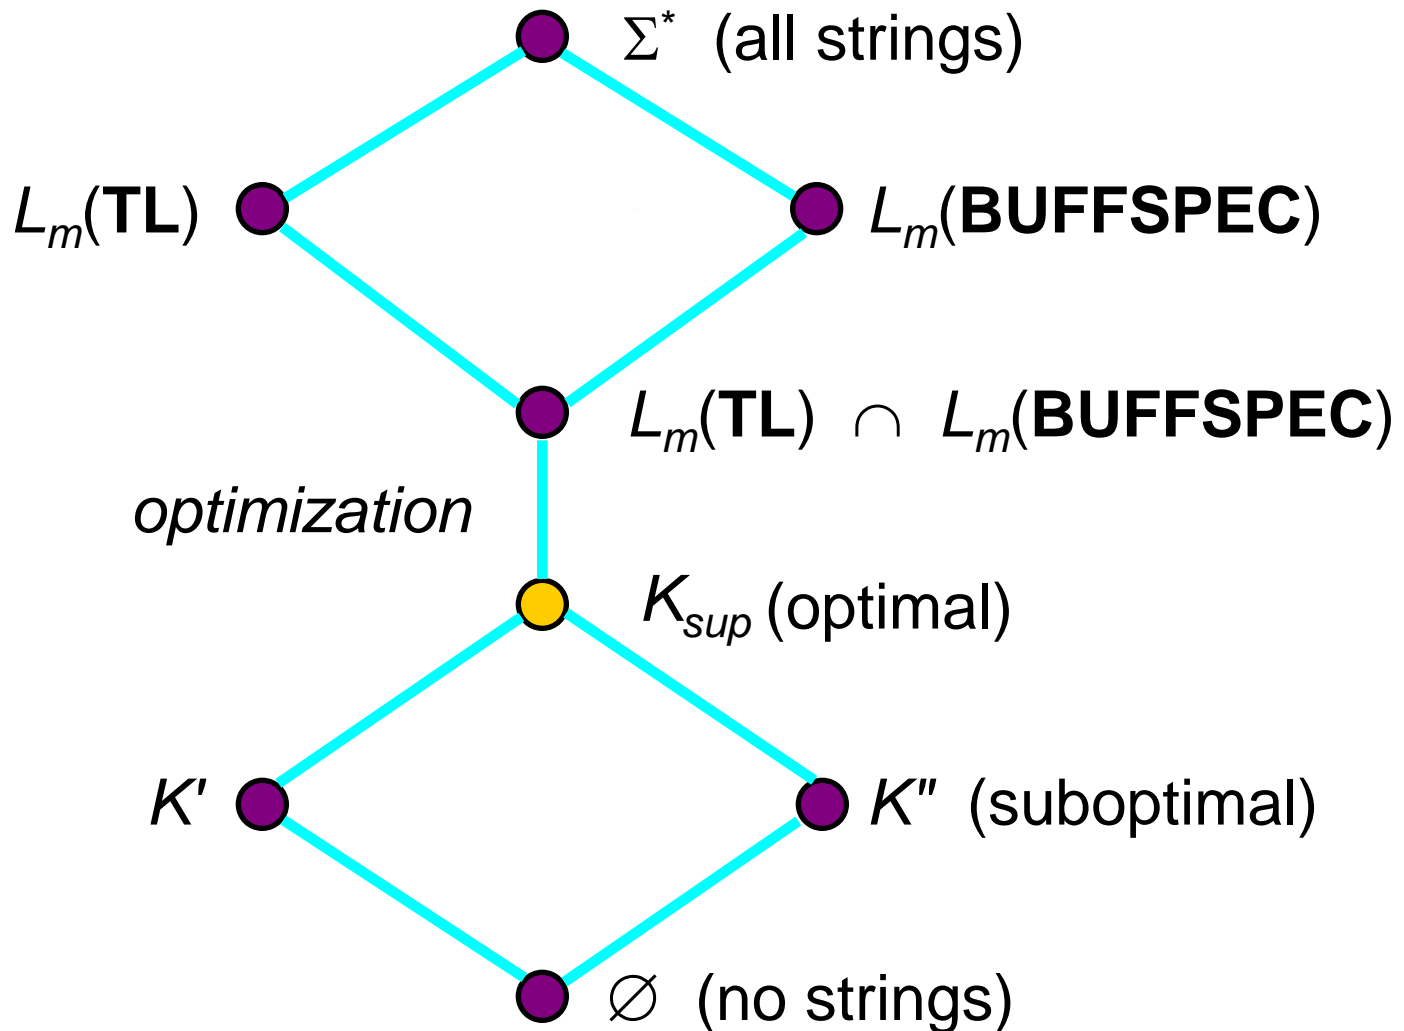 Σ* (all strings)
Lm(TL)
Lm(BUFFSPEC)
Lm(TL) ∩ Lm(BUFFSPEC)
optimization
Ksup (optimal)
K'
K" (suboptimal)
∅ (no strings)